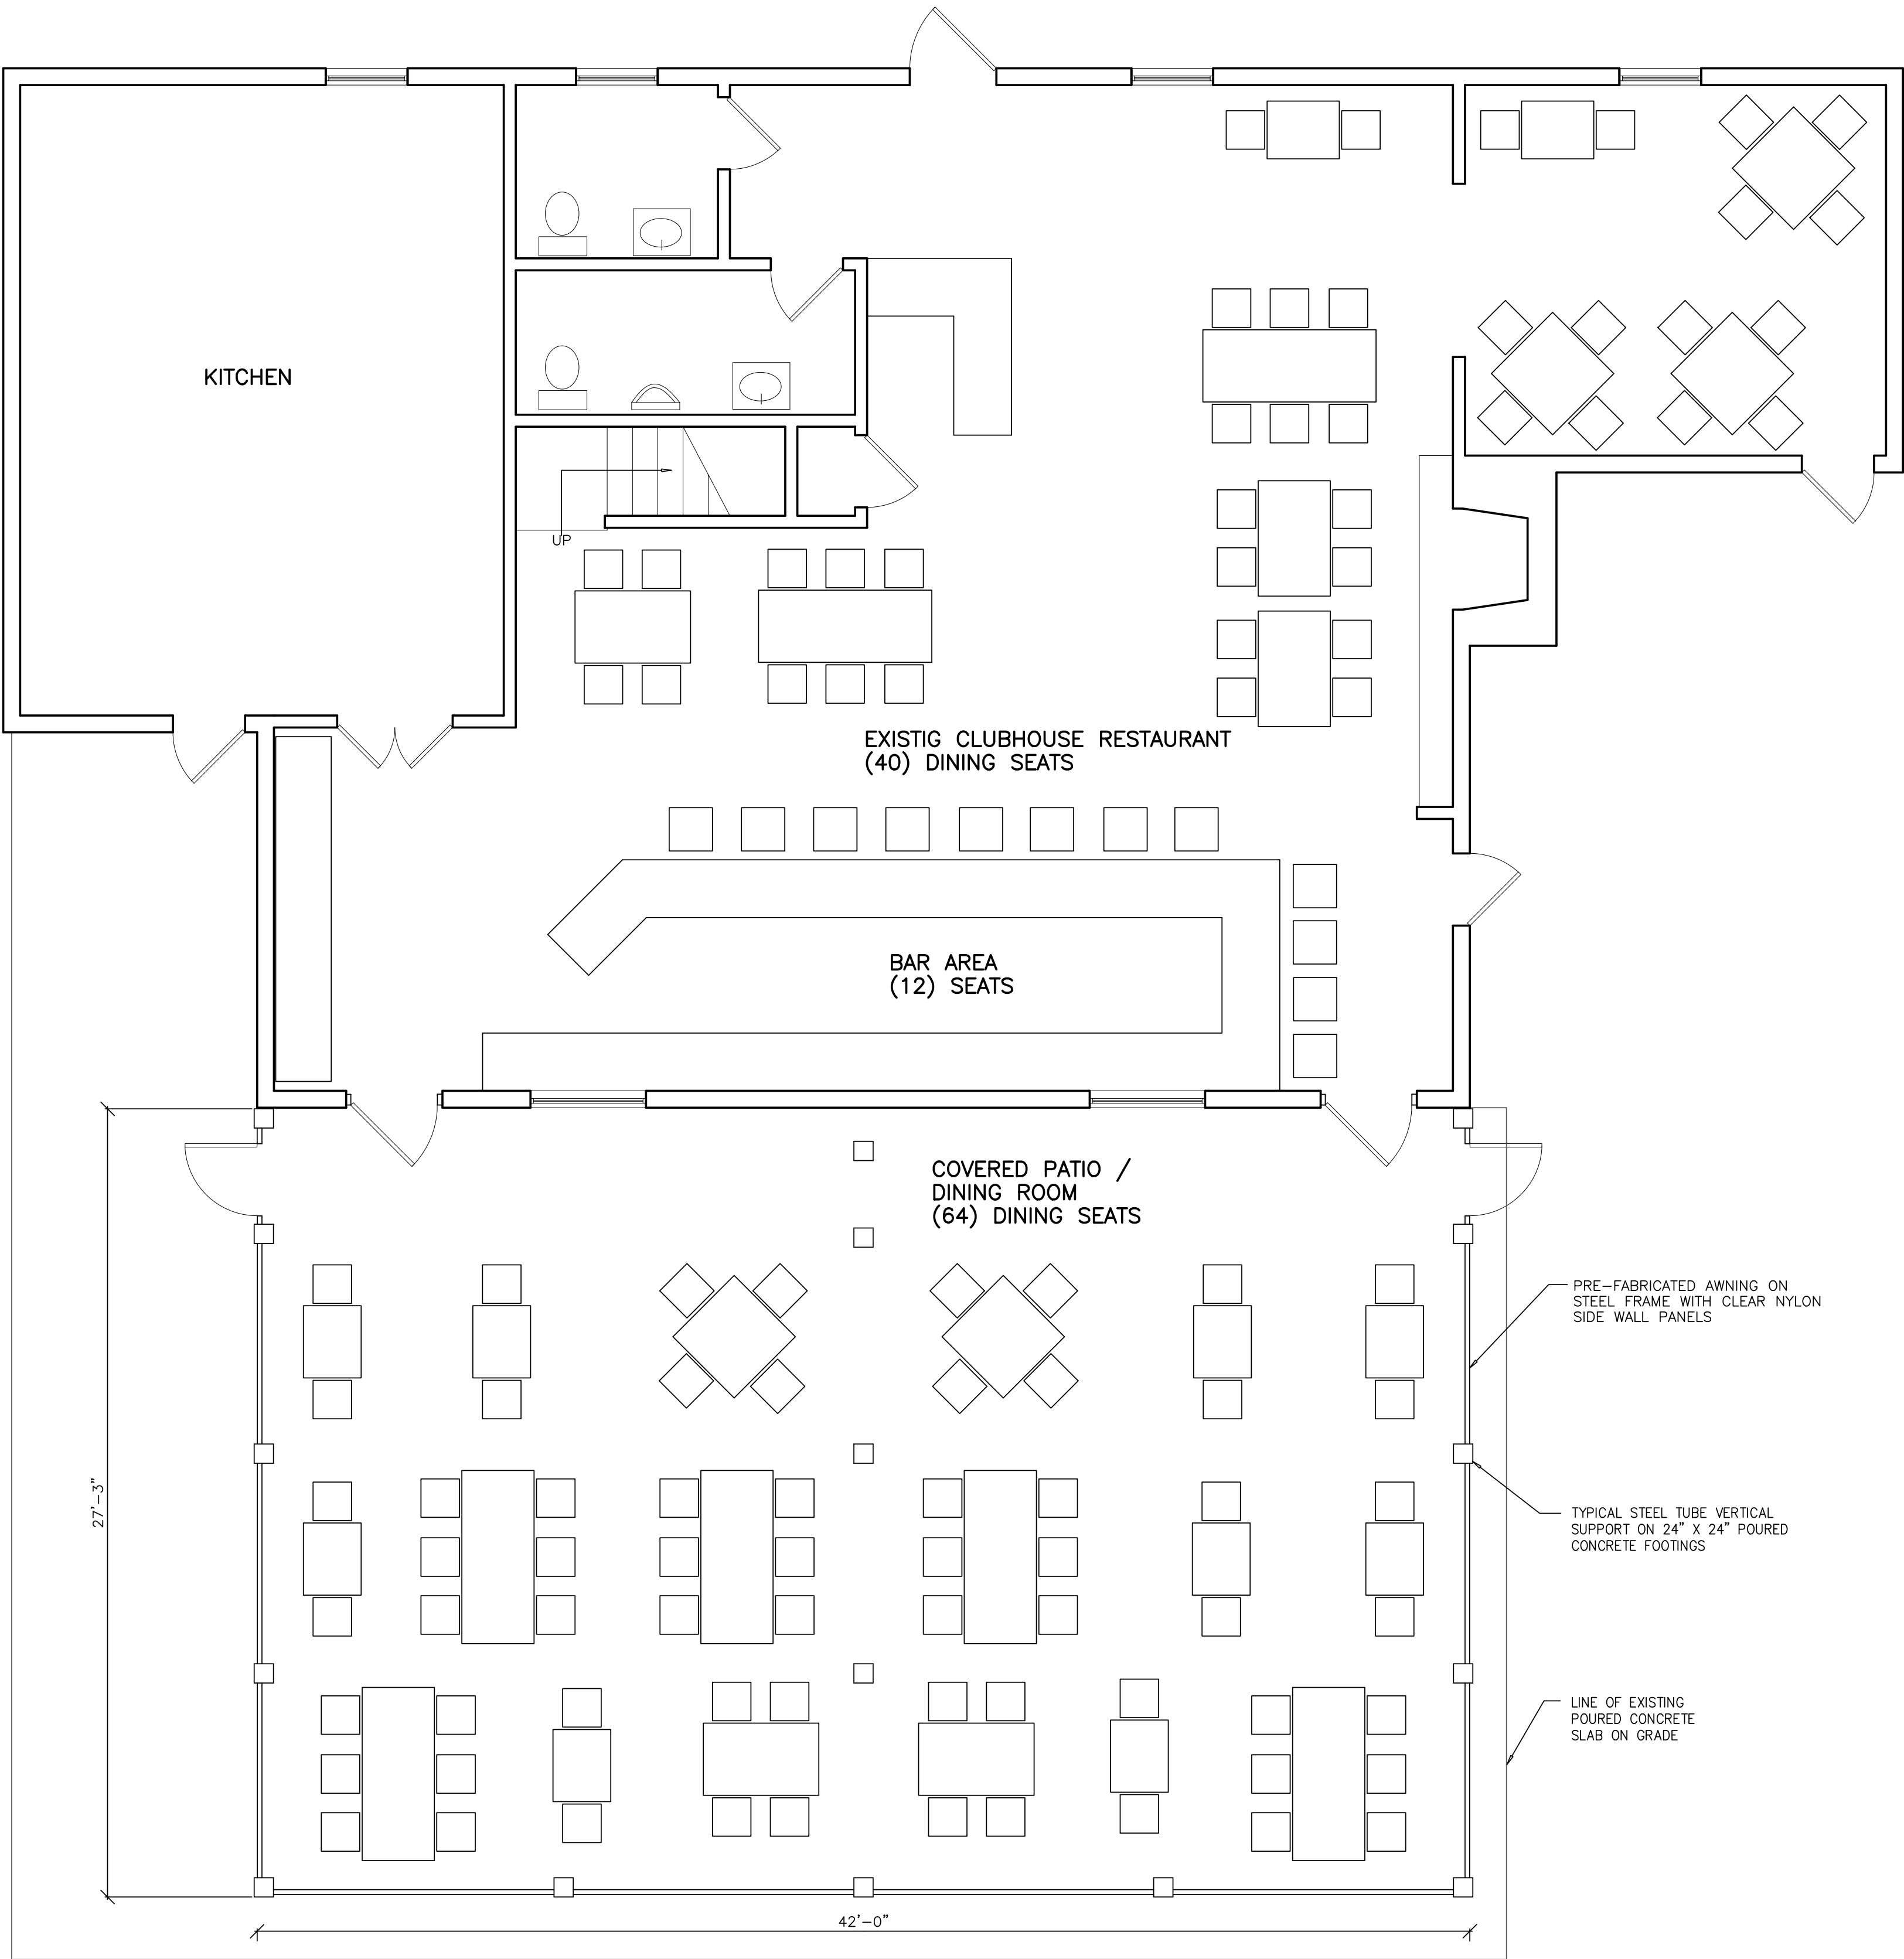 KITCHEN
UP
EXISTIG CLUBHOUSE RESTAURANT
(40) DINING SEATS
BAR AREA
(12) SEATS
COVERED PATIO /
DINING ROOM
(64) DINING SEATS
PRE-FABRICATED AWNING ON
STEEL FRAME WITH CLEAR NYLON
SIDE WALL PANELS
27'-3"
TYPICAL STEEL TUBE VERTICAL
SUPPORT ON 24" X 24" POURED
CONCRETE FOOTINGS
LINE OF EXISTING
POURED CONCRETE
SLAB ON GRADE
42'-0"